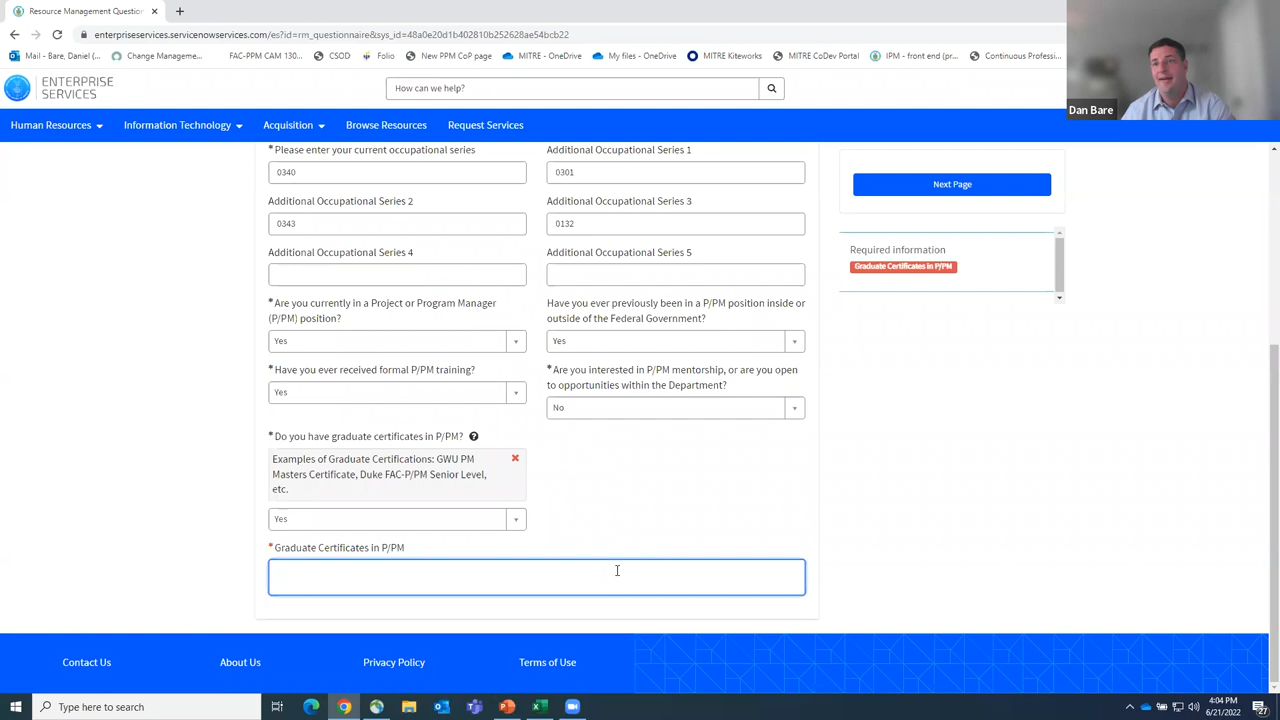 Resource Management Question
enterpriseservices.servicenowservices.com/es?id=rm_questionnaire&sys_id=48a0e20d1b402810b252628ae54bcb22
Mail - Bare, Daniel ...
Change Manageme...
FAC-PPM CAM 130...
CSOD
Folio
New PPM CoP page
MITRE - OneDrive
My files - OneDrive
MITRE Kiteworks
MITRE CoDev Portal
IPM - front end (pr...
Continuous Profession...
Dan Bare
ENTERPRISE
SERVICES
How can we help?
Human Resources
Information Technology
Acquisition
Browse Resources
Request Services
*Please enter your current occupational series
Additional Occupational Series 1
0340
0301
Additional Occupational Series 2
Additional Occupational Series 3
0343
0132
Additional Occupational Series 4
Additional Occupational Series 5
*Are you currently in a Project or Program Manager
(P/PM) position?
Have you ever previously been in a P/PM position inside or
outside of the Federal Government?
Yes
Yes
*Have you ever received formal P/PM training?
*Are you interested in P/PM mentorship, or are you open
to opportunities within the Department?
Yes
No
*Do you have graduate certificates in P/PM?
Examples of Graduate Certifications: GWU PM
Masters Certificate, Duke FAC-P/PM Senior Level,
etc.
Yes
*Graduate Certificates in P/PM
Next Page
Required information
Graduate Certificates in P/PM
Contact Us
About Us
Privacy Policy
Terms of Use
Type here to search
4:04 PM
6/21/2022
27